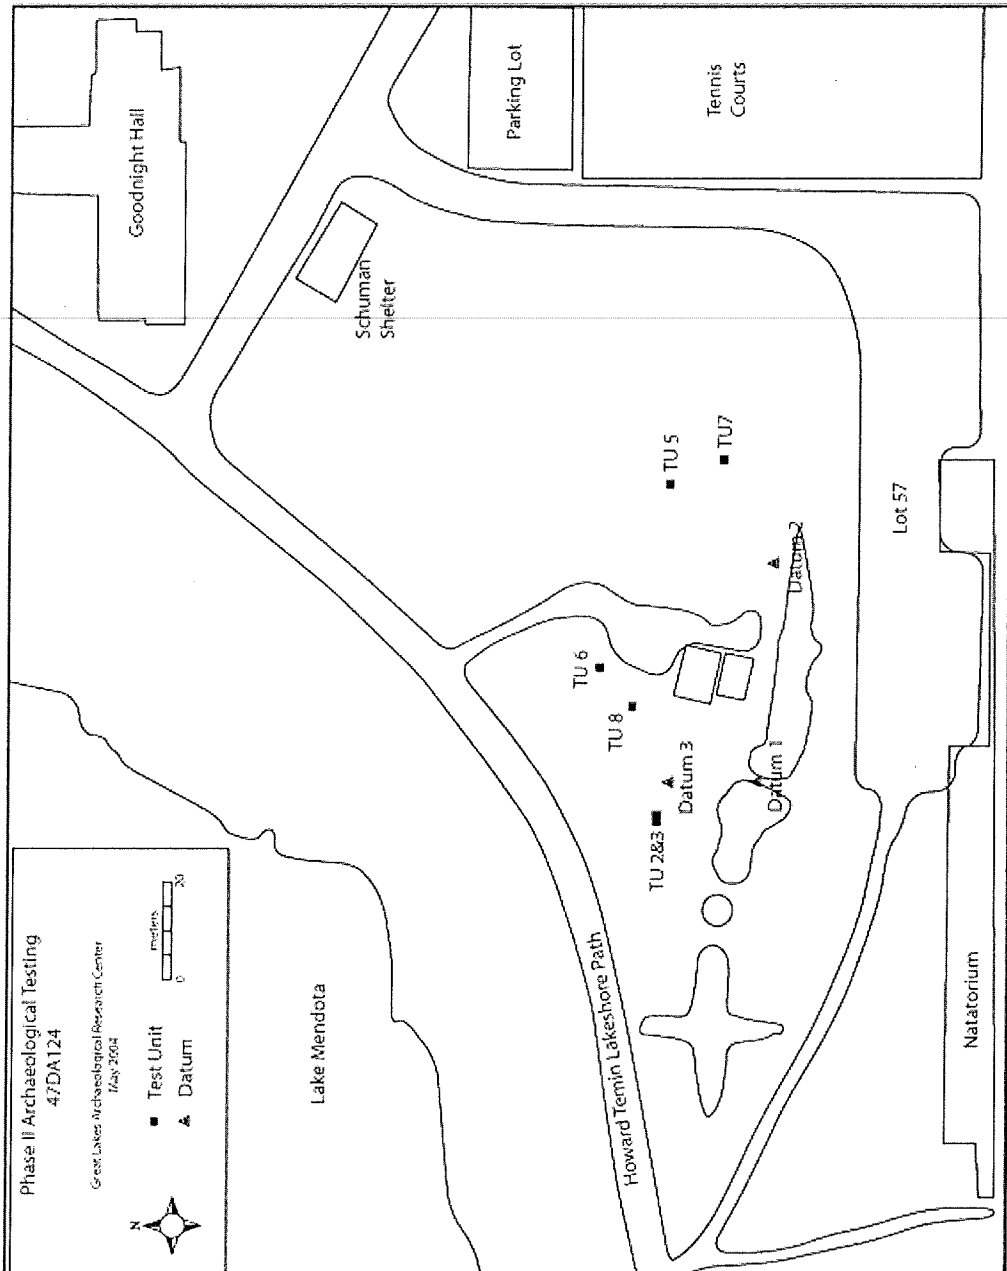 Phase II Archaeological Testing
47DA124
Great Lakes Archaeological Research Center
May 2004
N
Test Unit
Datum
meters
0
20
Lake Mendota
Goodnight Hall
Parking Lot
Tennis
Courts
Schuman
Shelter
TU 5
TU7
TU 6
TU 8
TU 2&3
Datum 3
Datum 1
Datum 2
Lot 57
Howard Temin Lakeshore Path
Natatorium